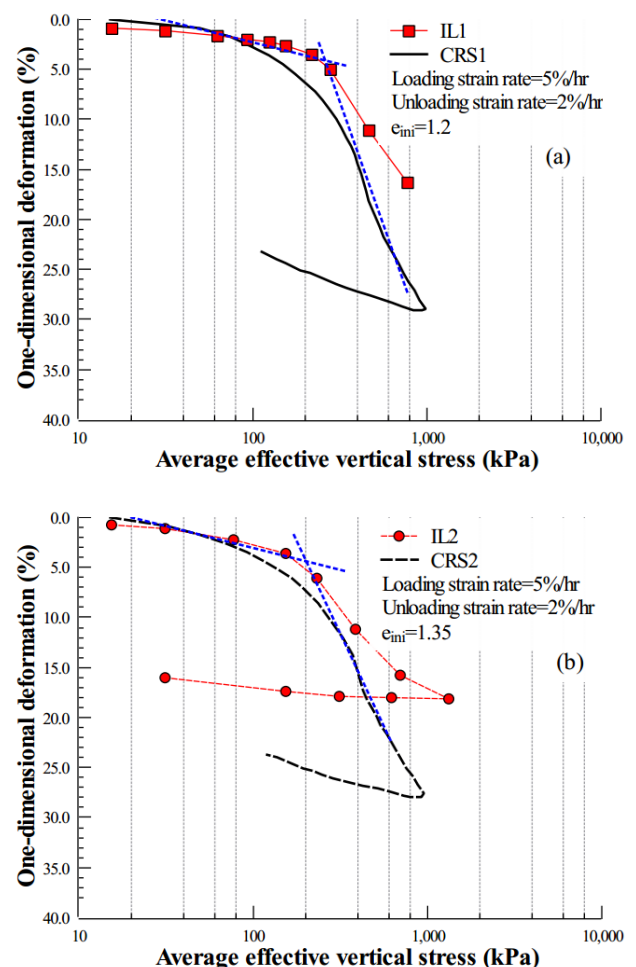 0.0
5.0
10.0
15.0
20.0
25.0
30.0
35.0
40.0
One-dimensional deformation (%)
IL1
CRS1
Loading strain rate=5%/hr
Unloading strain rate=2%/hr
eini=1.2
(a)
10
100
1,000
10,000
Average effective vertical stress (kPa)
0.0
5.0
10.0
15.0
20.0
25.0
30.0
35.0
40.0
One-dimensional deformation (%)
IL2
CRS2
Loading strain rate=5%/hr
Unloading strain rate=2%/hr
eini=1.35
(b)
10
100
1,000
10,000
Average effective vertical stress (kPa)